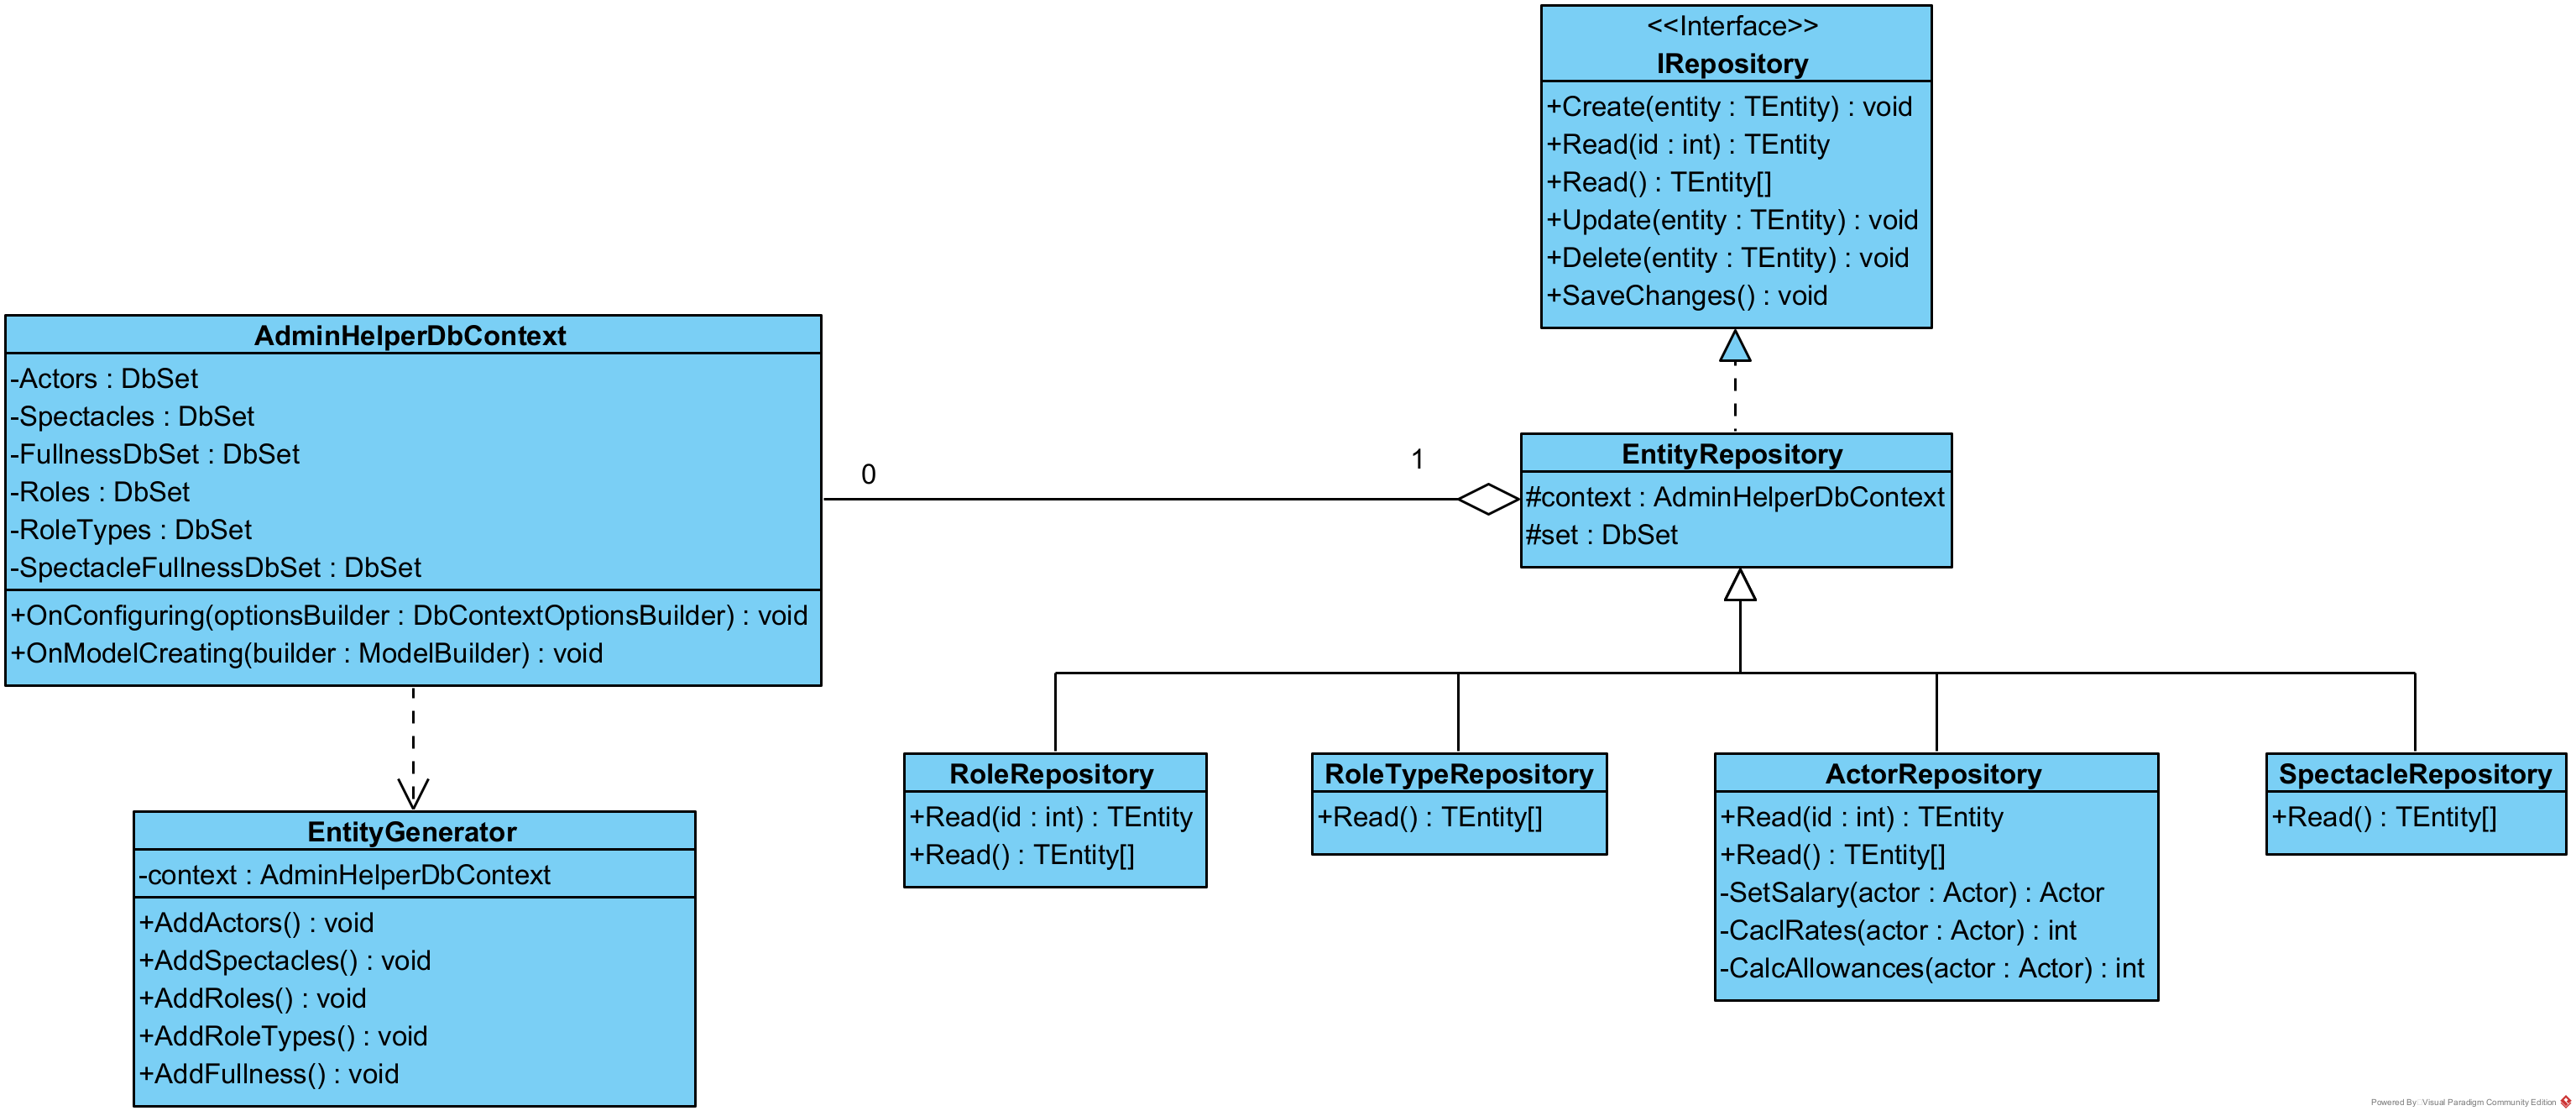 <<Interface>>
IRepository
+Create(entity : TEntity) : void
+Read(id : int) : TEntity
+Read() : TEntity[]
+Update(entity : TEntity) : void
+Delete(entity : TEntity) : void
+SaveChanges() : void
AdminHelperDbContext
-Actors : DbSet
-Spectacles : DbSet
-FullnessDbSet : DbSet
-Roles : DbSet
-RoleTypes : DbSet
-SpectacleFullnessDbSet : DbSet
+OnConfiguring(optionsBuilder : DbContextOptionsBuilder) : void
+OnModelCreating(builder : ModelBuilder) : void
0
1
EntityRepository
#context : AdminHelperDbContext
#set : DbSet
EntityGenerator
-context : AdminHelperDbContext
+AddActors() : void
+AddSpectacles() : void
+AddRoles() : void
+AddRoleTypes() : void
+AddFullness() : void
RoleRepository
+Read(id : int) : TEntity
+Read() : TEntity[]
RoleTypeRepository
+Read() : TEntity[]
ActorRepository
+Read(id : int) : TEntity
+Read() : TEntity[]
-SetSalary(actor : Actor) : Actor
-CaclRates(actor : Actor) : int
-CalcAllowances(actor : Actor) : int
SpectacleRepository
+Read() : TEntity[]
Powered By Visual Paradigm Community Edition